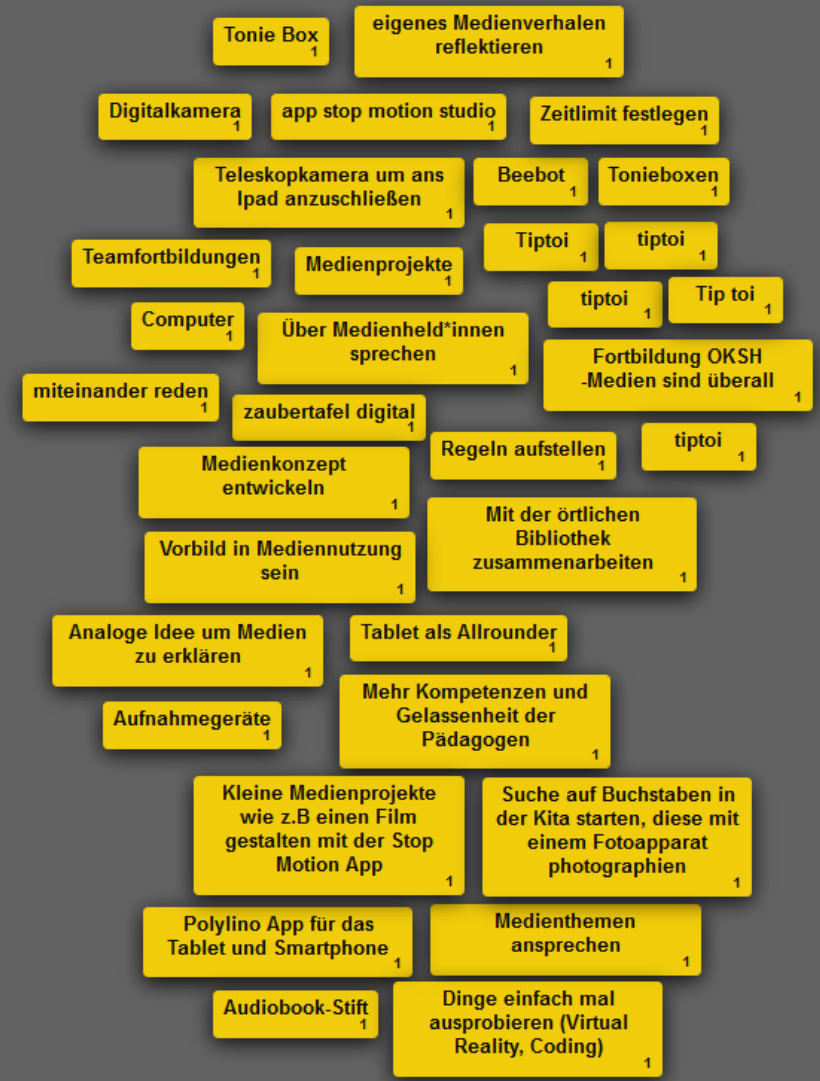 Tonie Box
1
eigenes Medienverhalen
reflektieren
1
Digitalkamera
1
app stop motion studio
1
Zeitlimit festlegen
1
Teleskopkamera um ans
Ipad anzuschließen
1
Beebot
1
Tonieboxen
1
Teamfortbildungen
1
Medienprojekte
1
Tiptoi
1
tiptoi
1
tiptoi
1
Tip toi
1
Computer
1
Über Medienheld*innen
sprechen
1
Fortbildung OKSH
-Medien sind überall
1
miteinander reden
1
zaubertafel digital
1
Medienkonzept
entwickeln
1
Regeln aufstellen
1
tiptoi
1
Vorbild in Mediennutzung
sein
1
Mit der örtlichen
Bibliothek
zusammenarbeiten
1
Analoge Idee um Medien
zu erklären
1
Tablet als Allrounder
1
Aufnahmegeräte
1
Mehr Kompetenzen und
Gelassenheit der
Pädagogen
1
Kleine Medienprojekte
wie z.B einen Film
gestalten mit der Stop
Motion App
1
Suche auf Buchstaben in
der Kita starten, diese mit
einem Fotoapparat
photographien
1
Polylino App für das
Tablet und Smartphone
1
Medienthemen
ansprechen
1
Audiobook-Stift
1
Dinge einfach mal
ausprobieren (Virtual
Reality, Coding)
1